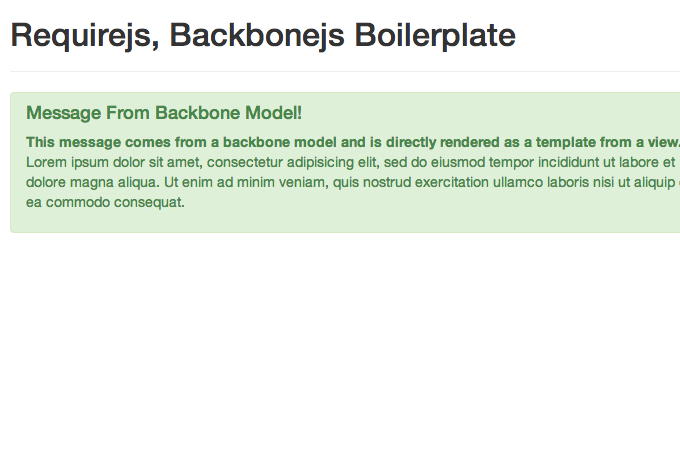 Requirejs, Backbonejs Boilerplate
Message From Backbone Model!
This message comes from a backbone model and is directly rendered as a template from a view.
Lorem ipsum dolor sit amet, consectetur adipisicing elit, sed do eiusmod tempor incididunt ut labore et
dolore magna aliqua. Ut enim ad minim veniam, quis nostrud exercitation ullamco laboris nisi ut aliquip
ea commodo consequat.